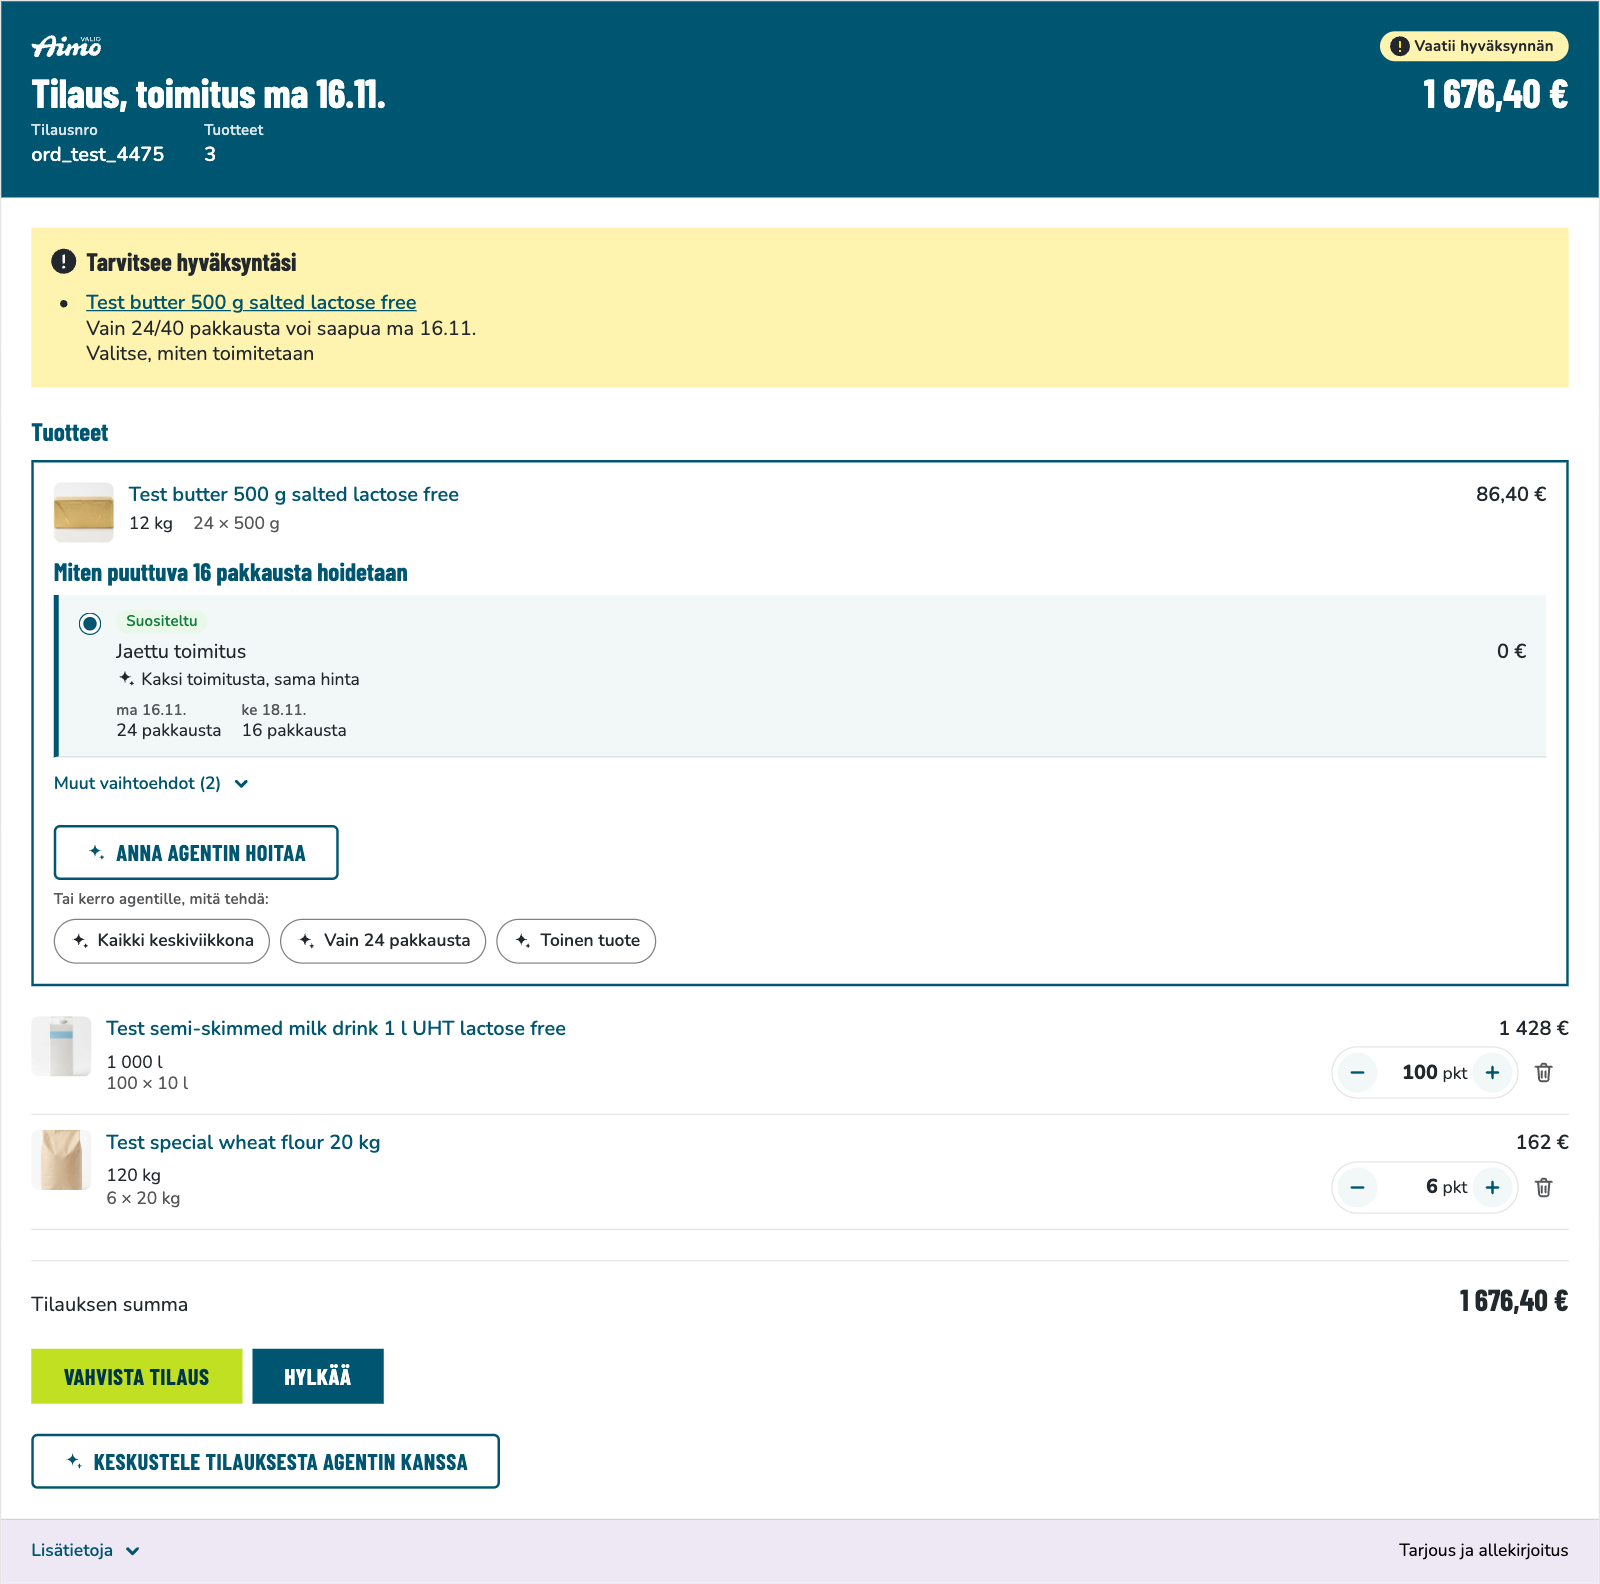 VALIO
Aimo
Vaatii hyväksynnän
Tilaus, toimitus ma 16.11.
1 676,40 €
Tilausnro
Tuotteet
ord_test_4475
3
Tarvitsee hyväksyntäsi
Test butter 500 g salted lactose free
Vain 24/40 pakkausta voi saapua ma 16.11.
Valitse, miten toimitetaan
Tuotteet
Test butter 500 g salted lactose free
86,40 €
12 kg 24 × 500 g
Miten puuttuva 16 pakkausta hoidetaan
Suositeltu
Jaettu toimitus
0 €
Kaksi toimitusta, sama hinta
ma 16.11.
ke 18.11.
24 pakkausta
16 pakkausta
Muut vaihtoehdot (2)
ANNA AGENTIN HOITAA
Tai kerro agentille, mitä tehdä:
Kaikki keskiviikkona
Vain 24 pakkausta
Toinen tuote
Test semi-skimmed milk drink 1 l UHT lactose free
1 428 €
1 000 l
100 × 10 l
− 100 pkt +
Test special wheat flour 20 kg
162 €
120 kg
6 × 20 kg
− 6 pkt +
Tilauksen summa
1 676,40 €
VAHVISTA TILAUS
HYLKÄÄ
KESKUSTELE TILAUKSESTA AGENTIN KANSSA
Lisätietoja
Tarjous ja allekirjoitus